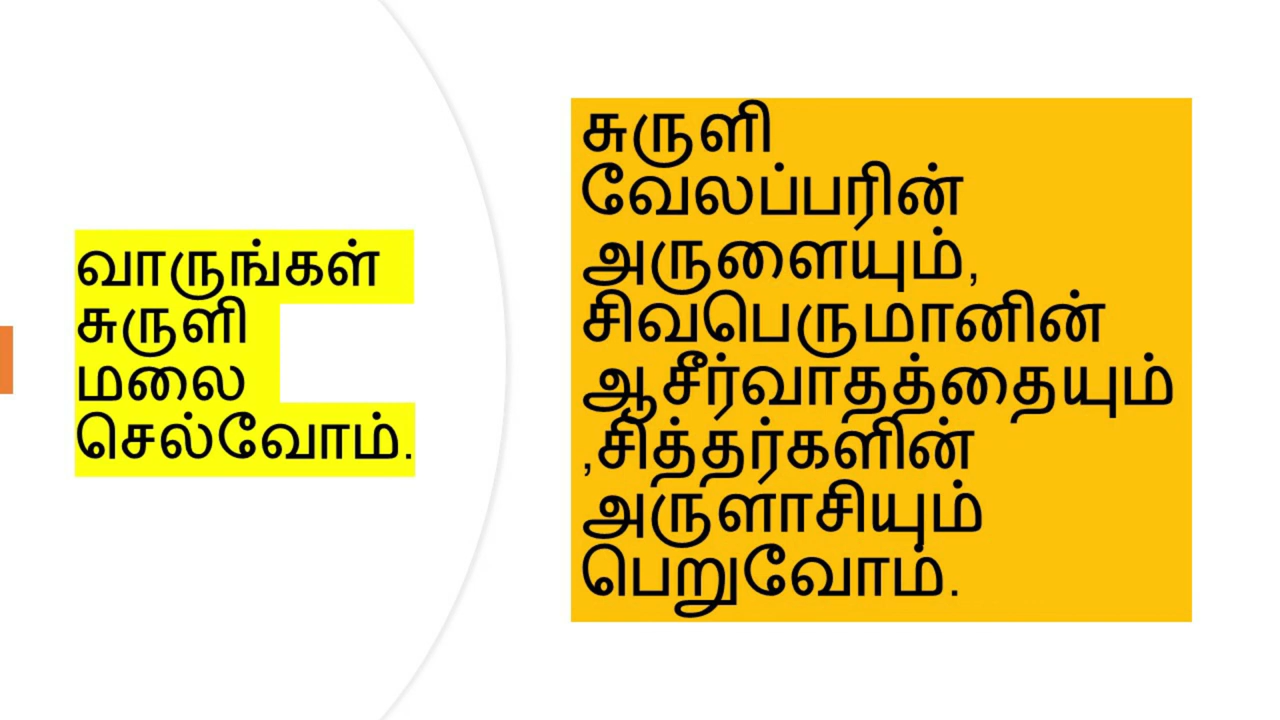 வாருங்கள்
சுருளி
மலை
செல்வோம்.
சுருளி
வேலப்பரின்
அருளையும்,
சிவபெருமானின்
ஆசீர்வாதத்தையும்
,சித்தர்களின்
அருளாசியும்
பெறுவோம்.